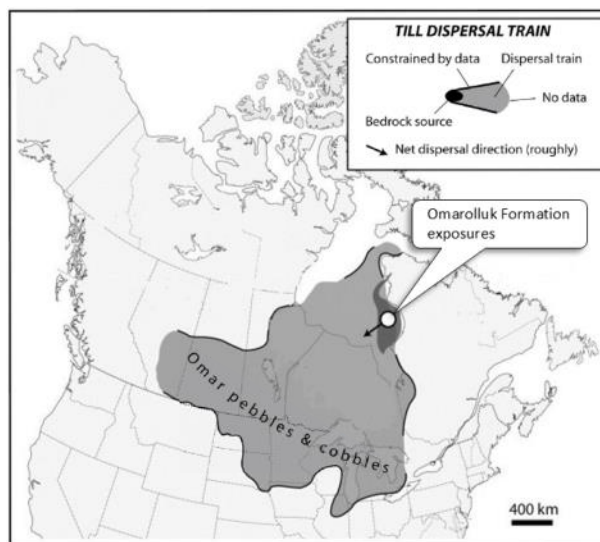 TILL DISPERSAL TRAIN
Constrained by data
Dispersal train
No data
Bedrock source
Net dispersal direction (roughly)
Omarolluk Formation
exposures
Omar pebbles & cobbles
400 km